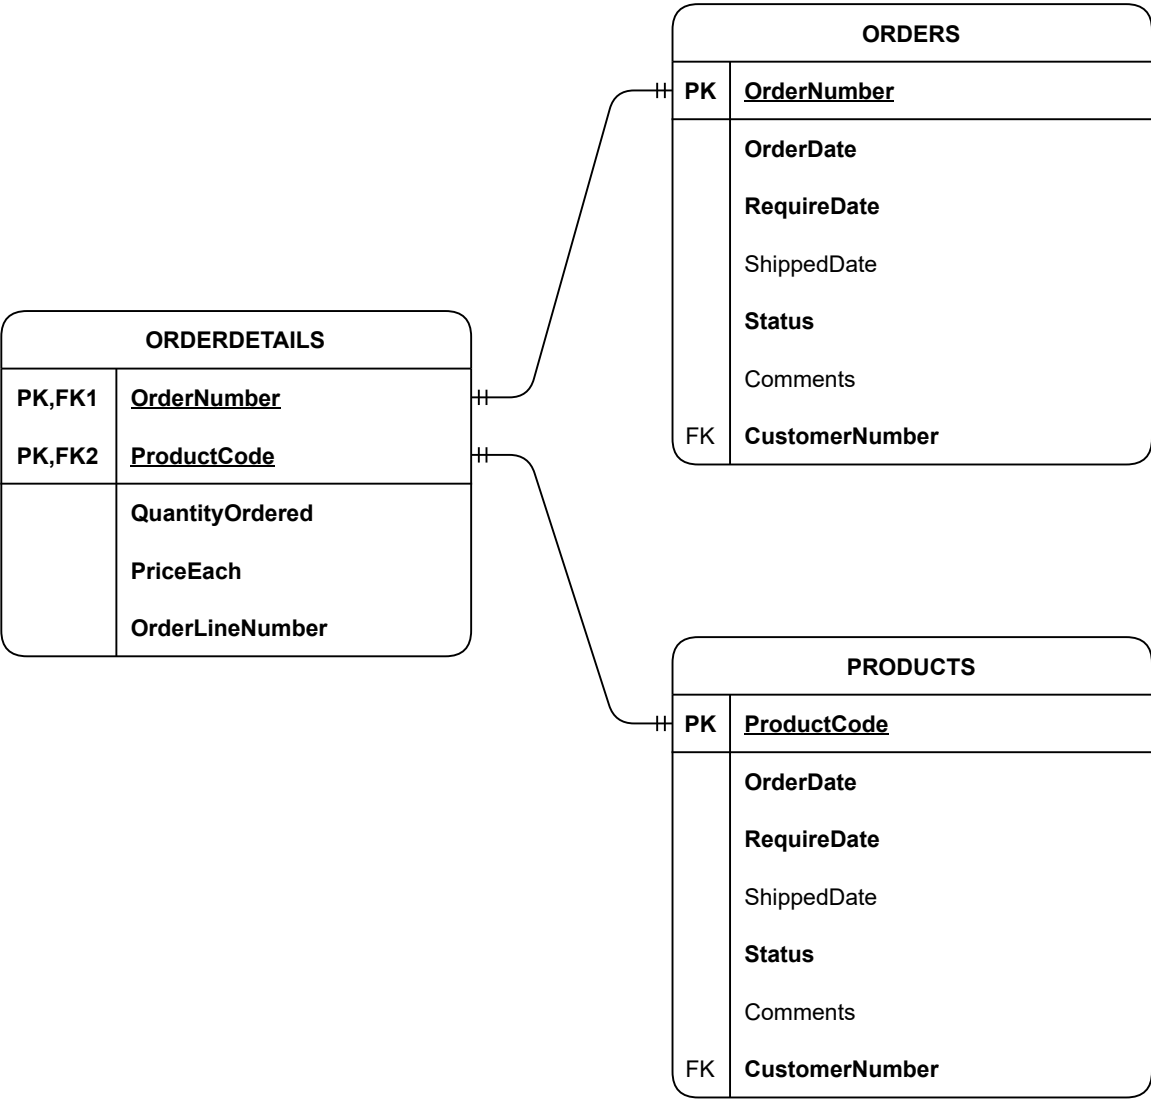 ORDERS
PK OrderNumber
OrderDate
RequireDate
ShippedDate
Status
Comments
FK CustomerNumber
ORDERDETAILS
PK,FK1 OrderNumber
PK,FK2 ProductCode
QuantityOrdered
PriceEach
OrderLineNumber
PRODUCTS
PK ProductCode
OrderDate
RequireDate
ShippedDate
Status
Comments
FK CustomerNumber